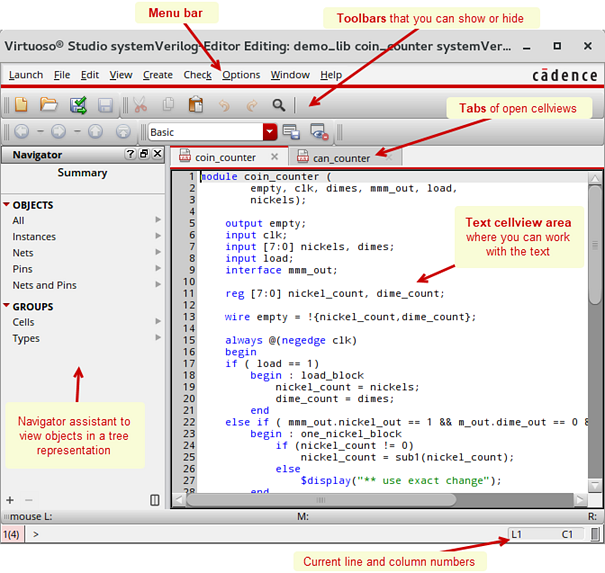 Menu bar
Toolbars that you can show or hide
Virtuoso® Studio systemVerilog-Editor Editing: demo_lib coin_counter systemVer...
Launch File Edit View Create Check Options Window Help
cādence
Tabs of open cellviews
Basic
Navigator
coin_counter
can_counter
Summary
OBJECTS
All
Instances
Nets
Pins
Nets and Pins
GROUPS
Cells
Types
1 module coin_counter (
2 empty, clk, dimes, mmm_out, load,
3 nickels);
4
5 output empty;
6 input clk;
7 input [7:0] nickels, dimes;
8 input load;
9 interface mmm_out;
10
11 reg [7:0] nickel_count, dime_count;
12
13 wire empty = !{nickel_count,dime_count};
14
15 always @(negedge clk)
16 begin
17 if ( load == 1)
18 begin : load_block
19 nickel_count = nickels;
20 dime_count = dimes;
21 end
22 else if ( mmm_out.nickel_out == 1 && m_out.dime_out == 0 &
23 begin : one_nickel_block
24 if (nickel_count != 0)
25 nickel_count = sub1(nickel_count);
26 else
27 $display("** use exact change");
28 end
Text cellview area
where you can work
with the text
Navigator assistant to
view objects in a tree
representation
mouse L: M: R:
1(4) >
L1 C1
Current line and column numbers